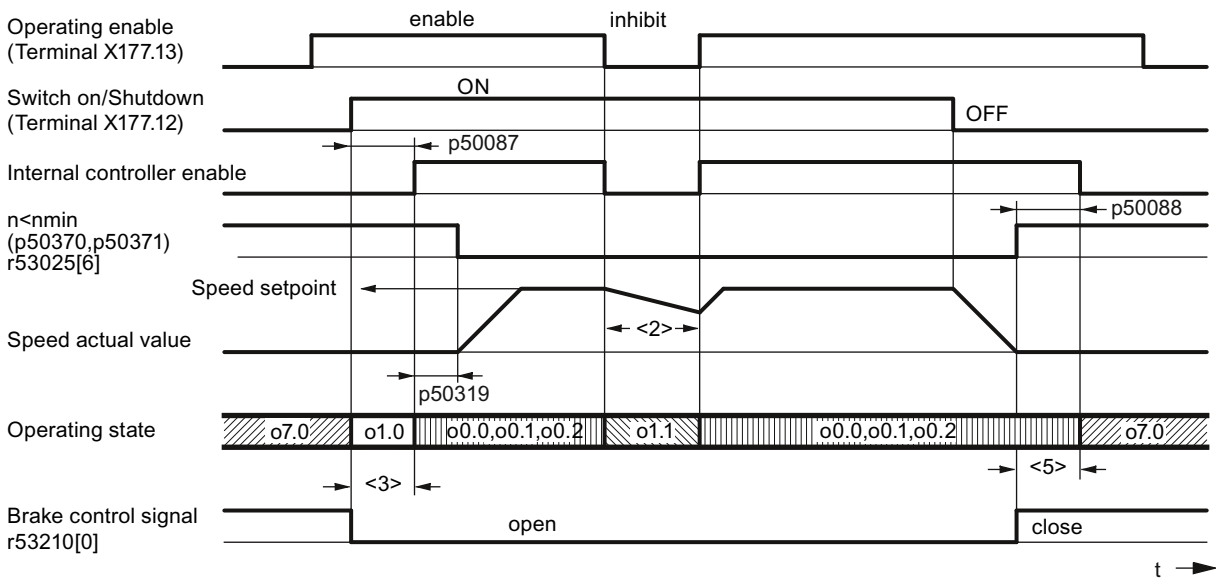 enable
inhibit
Operating enable
(Terminal X177.13)
ON
Switch on/Shutdown
(Terminal X177.12)
OFF
p50087
Internal controller enable
p50088
n<nmin
(p50370,p50371)
r53025[6]
Speed setpoint
<2>
Speed actual value
p50319
Operating state
o7.0
o1.0
o0.0,o0.1,o0.2
o1.1
o0.0,o0.1,o0.2
o7.0
<3>
<5>
Brake control signal
r53210[0]
open
close
t